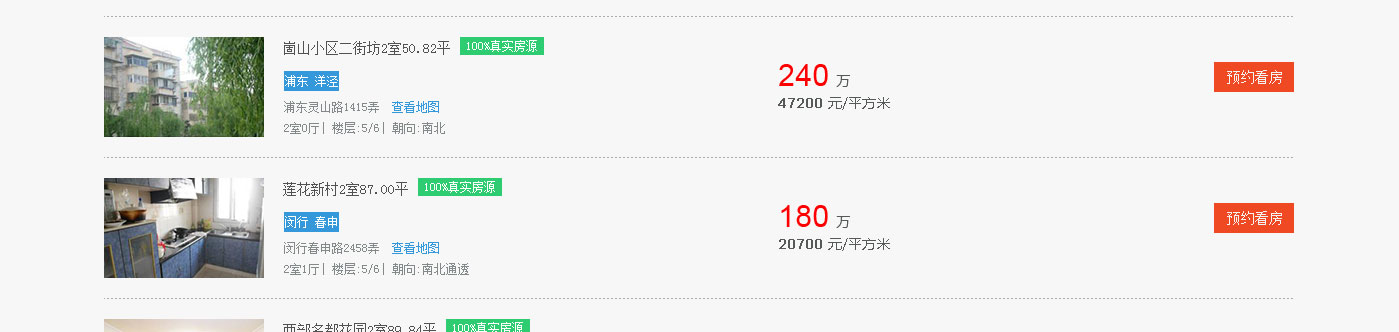 崮山小区二街坊2室50.82平 100%真实房源
浦东 洋泾
240 万
预约看房
浦东灵山路1415弄 查看地图
47200 元/平方米
2室0厅| 楼层:5/6| 朝向:南北
莲花新村2室87.00平 100%真实房源
闵行 春申
180 万
预约看房
闵行春申路2458弄 查看地图
20700 元/平方米
2室1厅| 楼层:5/6| 朝向:南北通透
西部名都花园2室89.84平 100%真实房源